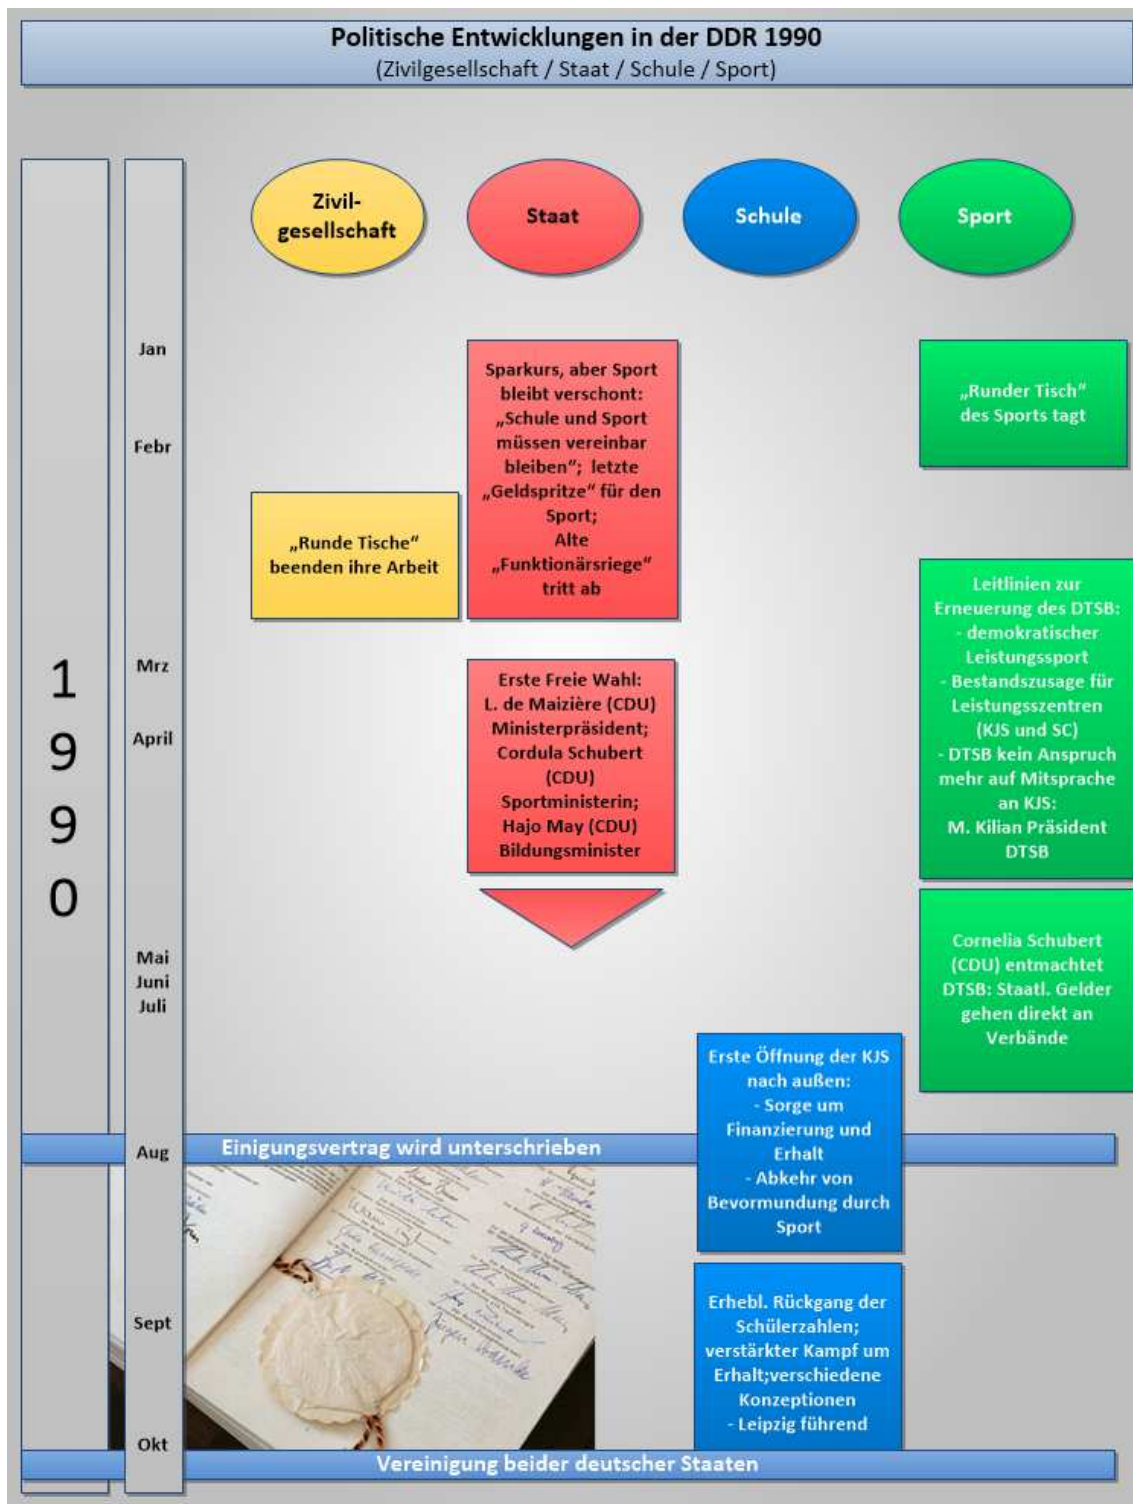 Politische Entwicklungen in der DDR 1990
(Zivilgesellschaft / Staat / Schule / Sport)
Zivil-
gesellschaft
Staat
Schule
Sport
1
9
9
0
Jan
Febr
Mrz
April
Mai
Juni
Juli
Aug
Sept
Okt
„Runde Tische“
beenden ihre Arbeit
Sparkurs, aber Sport
bleibt verschont:
„Schule und Sport
müssen vereinbar
bleiben“; letzte
„Geldspritze“ für den
Sport;
Alte
„Funktionärsriege“
tritt ab
Erste Freie Wahl:
L. de Maizière (CDU)
Ministerpräsident;
Cordula Schubert
(CDU)
Sportministerin;
Hajo May (CDU)
Bildungsminister
„Runder Tisch“
des Sports tagt
Leitlinien zur
Erneuerung des DTSB:
- demokratischer
Leistungssport
- Bestandszusage für
Leistungsszentren
(KJS und SC)
- DTSB kein Anspruch
mehr auf Mitsprache
an KJS:
M. Kilian Präsident
DTSB
Cornelia Schubert
(CDU) entmachtet
DTSB: Staatl. Gelder
gehen direkt an
Verbände
Erste Öffnung der KJS
nach außen:
- Sorge um
Finanzierung und
Erhalt
- Abkehr von
Bevormundung durch
Sport
Einigungsvertrag wird unterschrieben
Erhebl. Rückgang der
Schülerzahlen;
verstärkter Kampf um
Erhalt;verschiedene
Konzeptionen
- Leipzig führend
Vereinigung beider deutscher Staaten